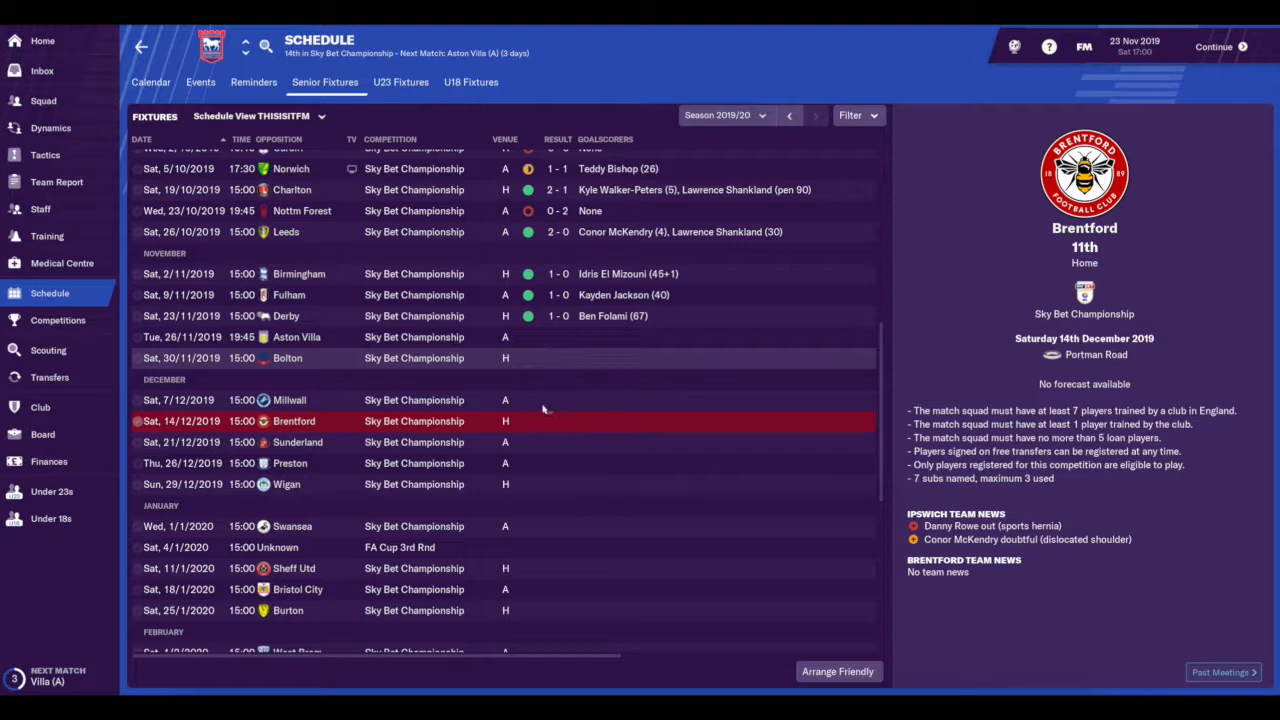 SCHEDULE
14th in Sky Bet Championship - Next Match: Aston Villa (A) (3 days)
FM
23 Nov 2019
Sat 17:00
Continue
Home
Inbox
Squad
Dynamics
Tactics
Team Report
Staff
Training
Medical Centre
Schedule
Competitions
Scouting
Transfers
Club
Board
Finances
Under 23s
Under 18s
3
NEXT MATCH
Villa (A)
Calendar Events Reminders Senior Fixtures U23 Fixtures U18 Fixtures
FIXTURES Schedule View THISISITFM Season 2019/20 Filter
DATE TIME OPPOSITION TV COMPETITION VENUE RESULT GOALSCORERS
Sat, 5/10/2019 17:30 Norwich Sky Bet Championship A 1 - 1 Teddy Bishop (26)
Sat, 19/10/2019 15:00 Charlton Sky Bet Championship H 2 - 1 Kyle Walker-Peters (5), Lawrence Shankland (pen 90)
Wed, 23/10/2019 19:45 Nottm Forest Sky Bet Championship A 0 - 2 None
Sat, 26/10/2019 15:00 Leeds Sky Bet Championship A 2 - 0 Conor McKendry (4), Lawrence Shankland (30)
NOVEMBER
Sat, 2/11/2019 15:00 Birmingham Sky Bet Championship H 1 - 0 Idris El Mizouni (45+1)
Sat, 9/11/2019 15:00 Fulham Sky Bet Championship A 1 - 0 Kayden Jackson (40)
Sat, 23/11/2019 15:00 Derby Sky Bet Championship H 1 - 0 Ben Folami (67)
Tue, 26/11/2019 19:45 Aston Villa Sky Bet Championship A
Sat, 30/11/2019 15:00 Bolton Sky Bet Championship H
DECEMBER
Sat, 7/12/2019 15:00 Millwall Sky Bet Championship A
Sat, 14/12/2019 15:00 Brentford Sky Bet Championship H
Sat, 21/12/2019 15:00 Sunderland Sky Bet Championship A
Thu, 26/12/2019 15:00 Preston Sky Bet Championship A
Sun, 29/12/2019 15:00 Wigan Sky Bet Championship H
JANUARY
Wed, 1/1/2020 15:00 Swansea Sky Bet Championship A
Sat, 4/1/2020 15:00 Unknown FA Cup 3rd Rnd
Sat, 11/1/2020 15:00 Sheff Utd Sky Bet Championship H
Sat, 18/1/2020 15:00 Bristol City Sky Bet Championship A
Sat, 25/1/2020 15:00 Burton Sky Bet Championship H
FEBRUARY
Arrange Friendly
BRENTFORD
18 89
FOOTBALL CLUB
Brentford
11th
Home
Sky Bet Championship
Saturday 14th December 2019
Portman Road
No forecast available
- The match squad must have at least 7 players trained by a club in England.
- The match squad must have at least 1 player trained by the club.
- The match squad must have no more than 5 loan players.
- Players signed on free transfers can be registered at any time.
- Only players registered for this competition are eligible to play.
- 7 subs named, maximum 3 used
IPSWICH TEAM NEWS
Danny Rowe out (sports hernia)
Conor McKendry doubtful (dislocated shoulder)
BRENTFORD TEAM NEWS
No team news
Past Meetings